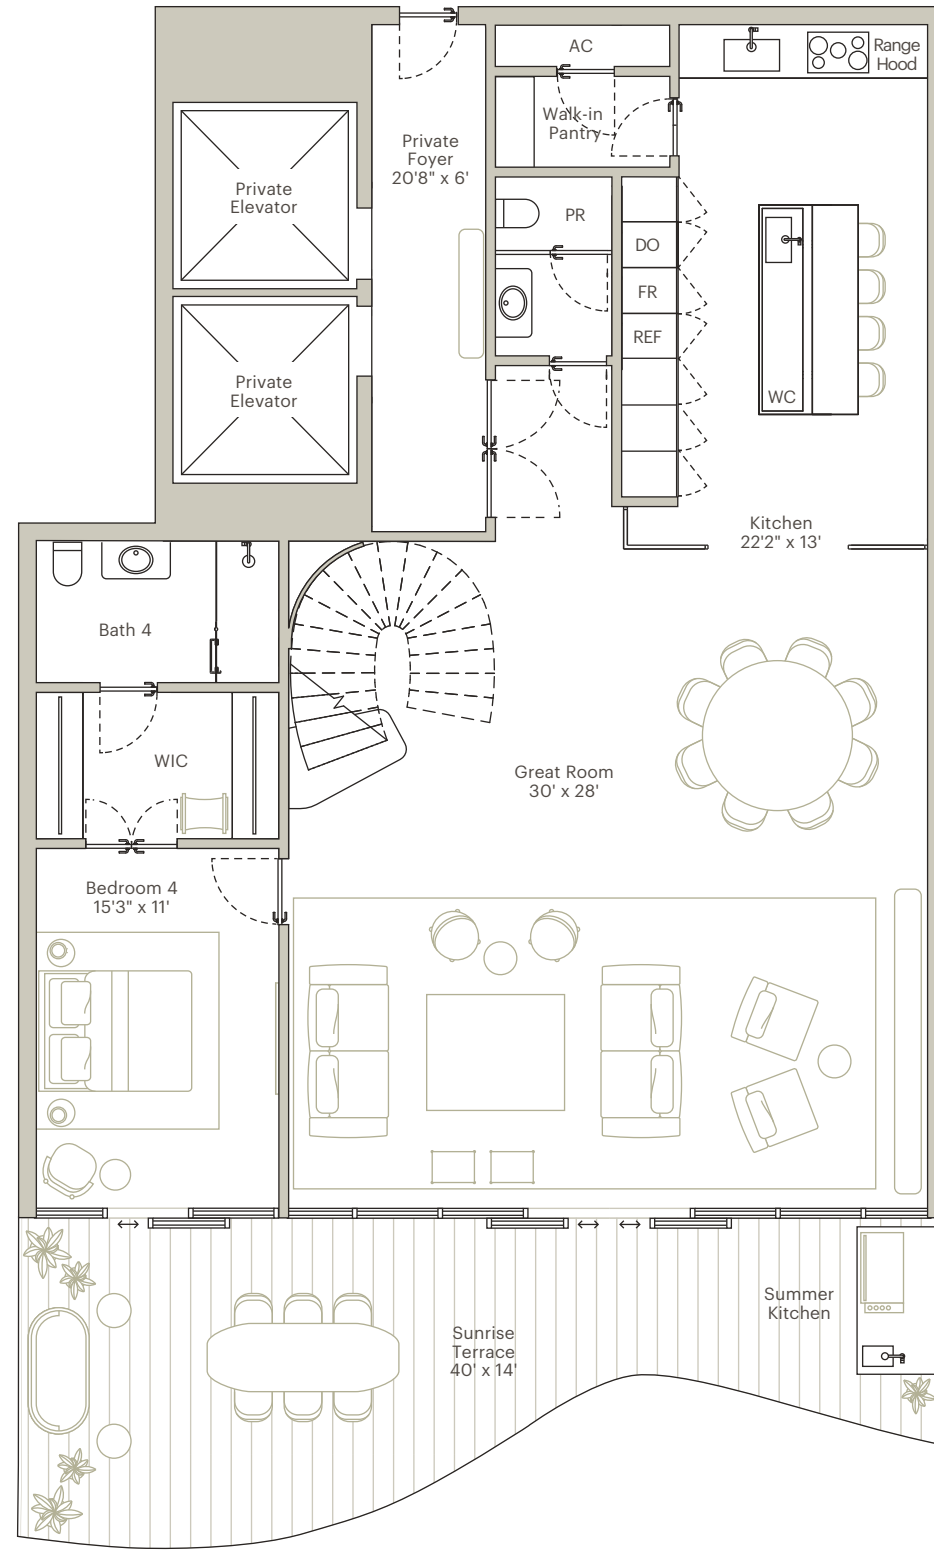 AC
Range
Hood
Walk-in
Pantry
Private
Foyer
20'8" x 6'
Private
Elevator
PR
DO
FR
REF
Private
Elevator
WC
Kitchen
22'2" x 13'
Bath 4
WIC
Great Room
30' x 28'
Bedroom 4
15'3" x 11'
Summer
Kitchen
Sunrise
Terrace
40' x 14'